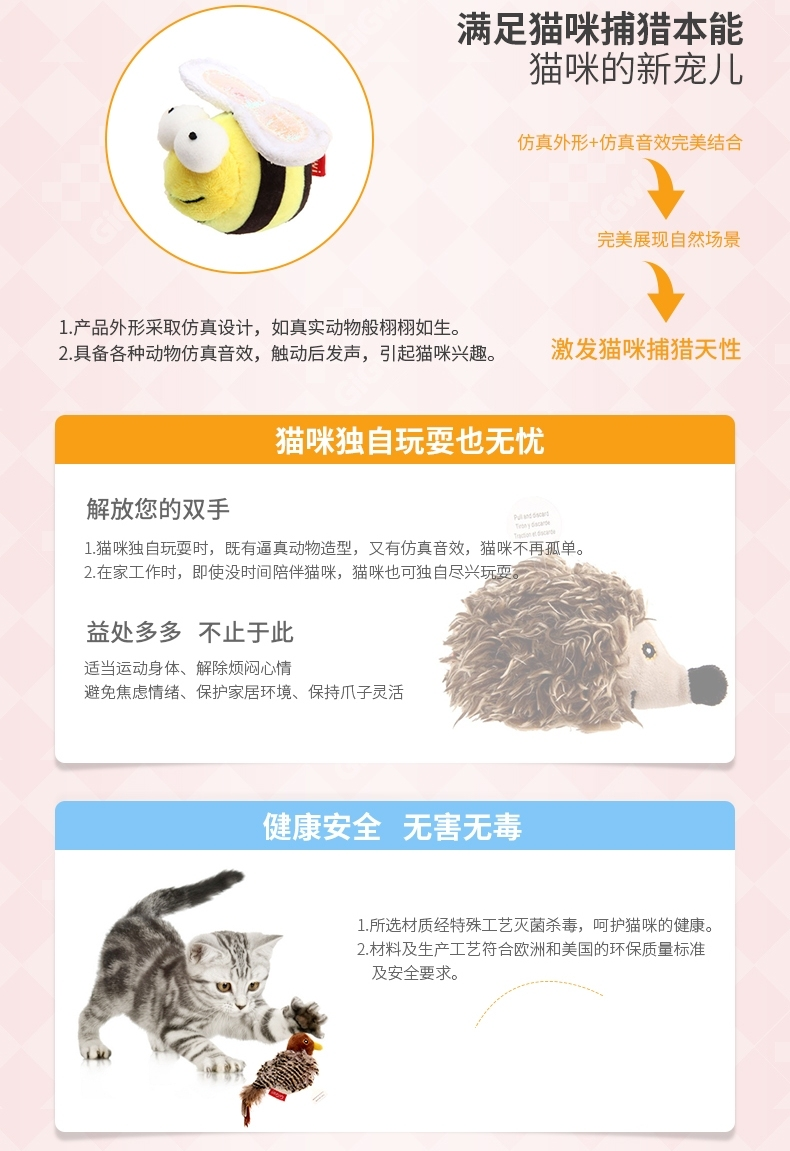 满足猫咪捕猎本能
猫咪的新宠儿
仿真外形+仿真音效完美结合
完美展现自然场景
激发猫咪捕猎天性
1.产品外形采取仿真设计，如真实动物般栩栩如生。
2.具备各种动物仿真音效，触动后发声，引起猫咪兴趣。
猫咪独自玩耍也无忧
解放您的双手
Pull and discard
Tirar y descarte
Traction et discarte
1.猫咪独自玩耍时，既有逼真动物造型，又有仿真音效，猫咪不再孤单。
2.在家工作时，即使没时间陪伴猫咪，猫咪也可独自尽兴玩耍。
益处多多 不止于此
适当运动身体、解除烦闷心情
避免焦虑情绪、保护家居环境、保持爪子灵活
健康安全 无害无毒
1.所选材质经特殊工艺灭菌杀毒，呵护猫咪的健康。
2.材料及生产工艺符合欧洲和美国的环保质量标准
及安全要求。